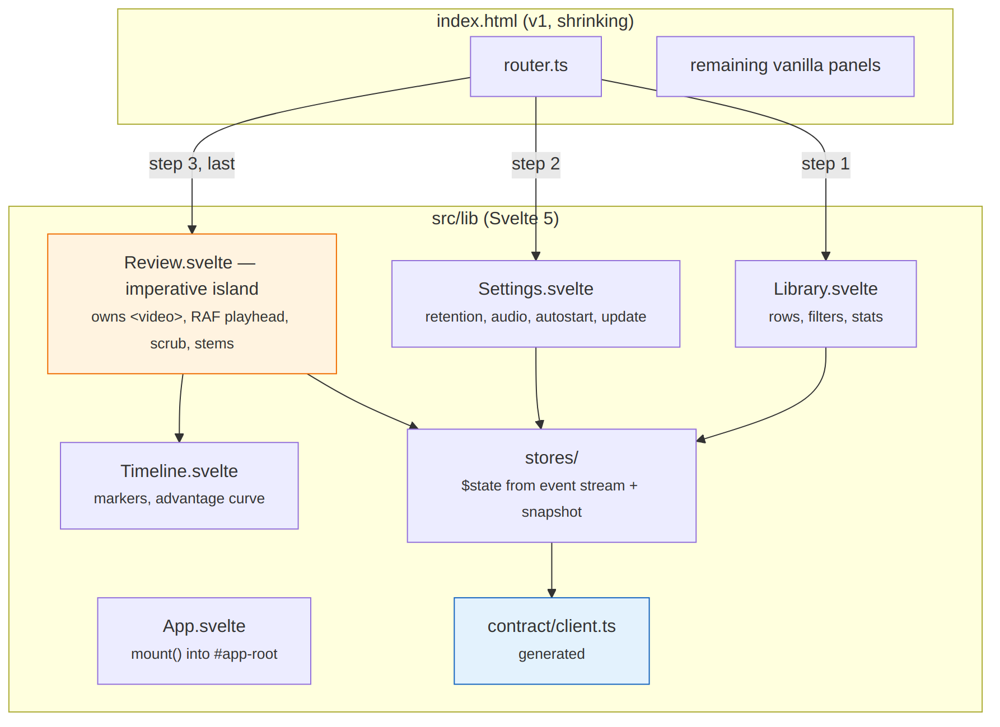 index.html (v1, shrinking)
router.ts
remaining vanilla panels
step 3, last
step 2
step 1
src/lib (Svelte 5)
Review.svelte —
imperative island
owns <video>, RAF playhead,
scrub, stems
Settings.svelte
retention, audio, autostart, update
Library.svelte
rows, filters, stats
Timeline.svelte
markers, advantage curve
stores/
$state from event stream +
snapshot
App.svelte
mount() into #app-root
contract/client.ts
generated